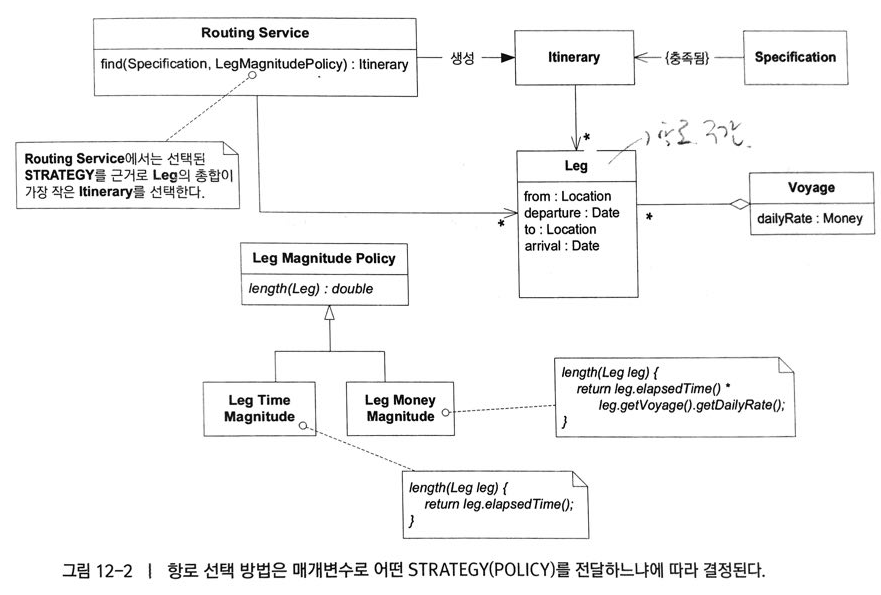 Routing Service
find(Specification, LegMagnitudePolicy) : Itinerary
생성
Itinerary
{충족됨}
Specification
Routing Service에서는 선택된
STRATEGY를 근거로 Leg의 총합이
가장 작은 Itinerary를 선택한다.
*
항로 구간.
Leg
from : Location
departure : Date
to : Location
arrival : Date
*
*
Voyage
dailyRate : Money
Leg Magnitude Policy
length(Leg) : double
Leg Time
Magnitude
Leg Money
Magnitude
length(Leg leg) {
return leg.elapsedTime() *
leg.getVoyage().getDailyRate();
}
length(Leg leg) {
return leg.elapsedTime();
}
그림 12-2 | 항로 선택 방법은 매개변수로 어떤 STRATEGY(POLICY)를 전달하느냐에 따라 결정된다.